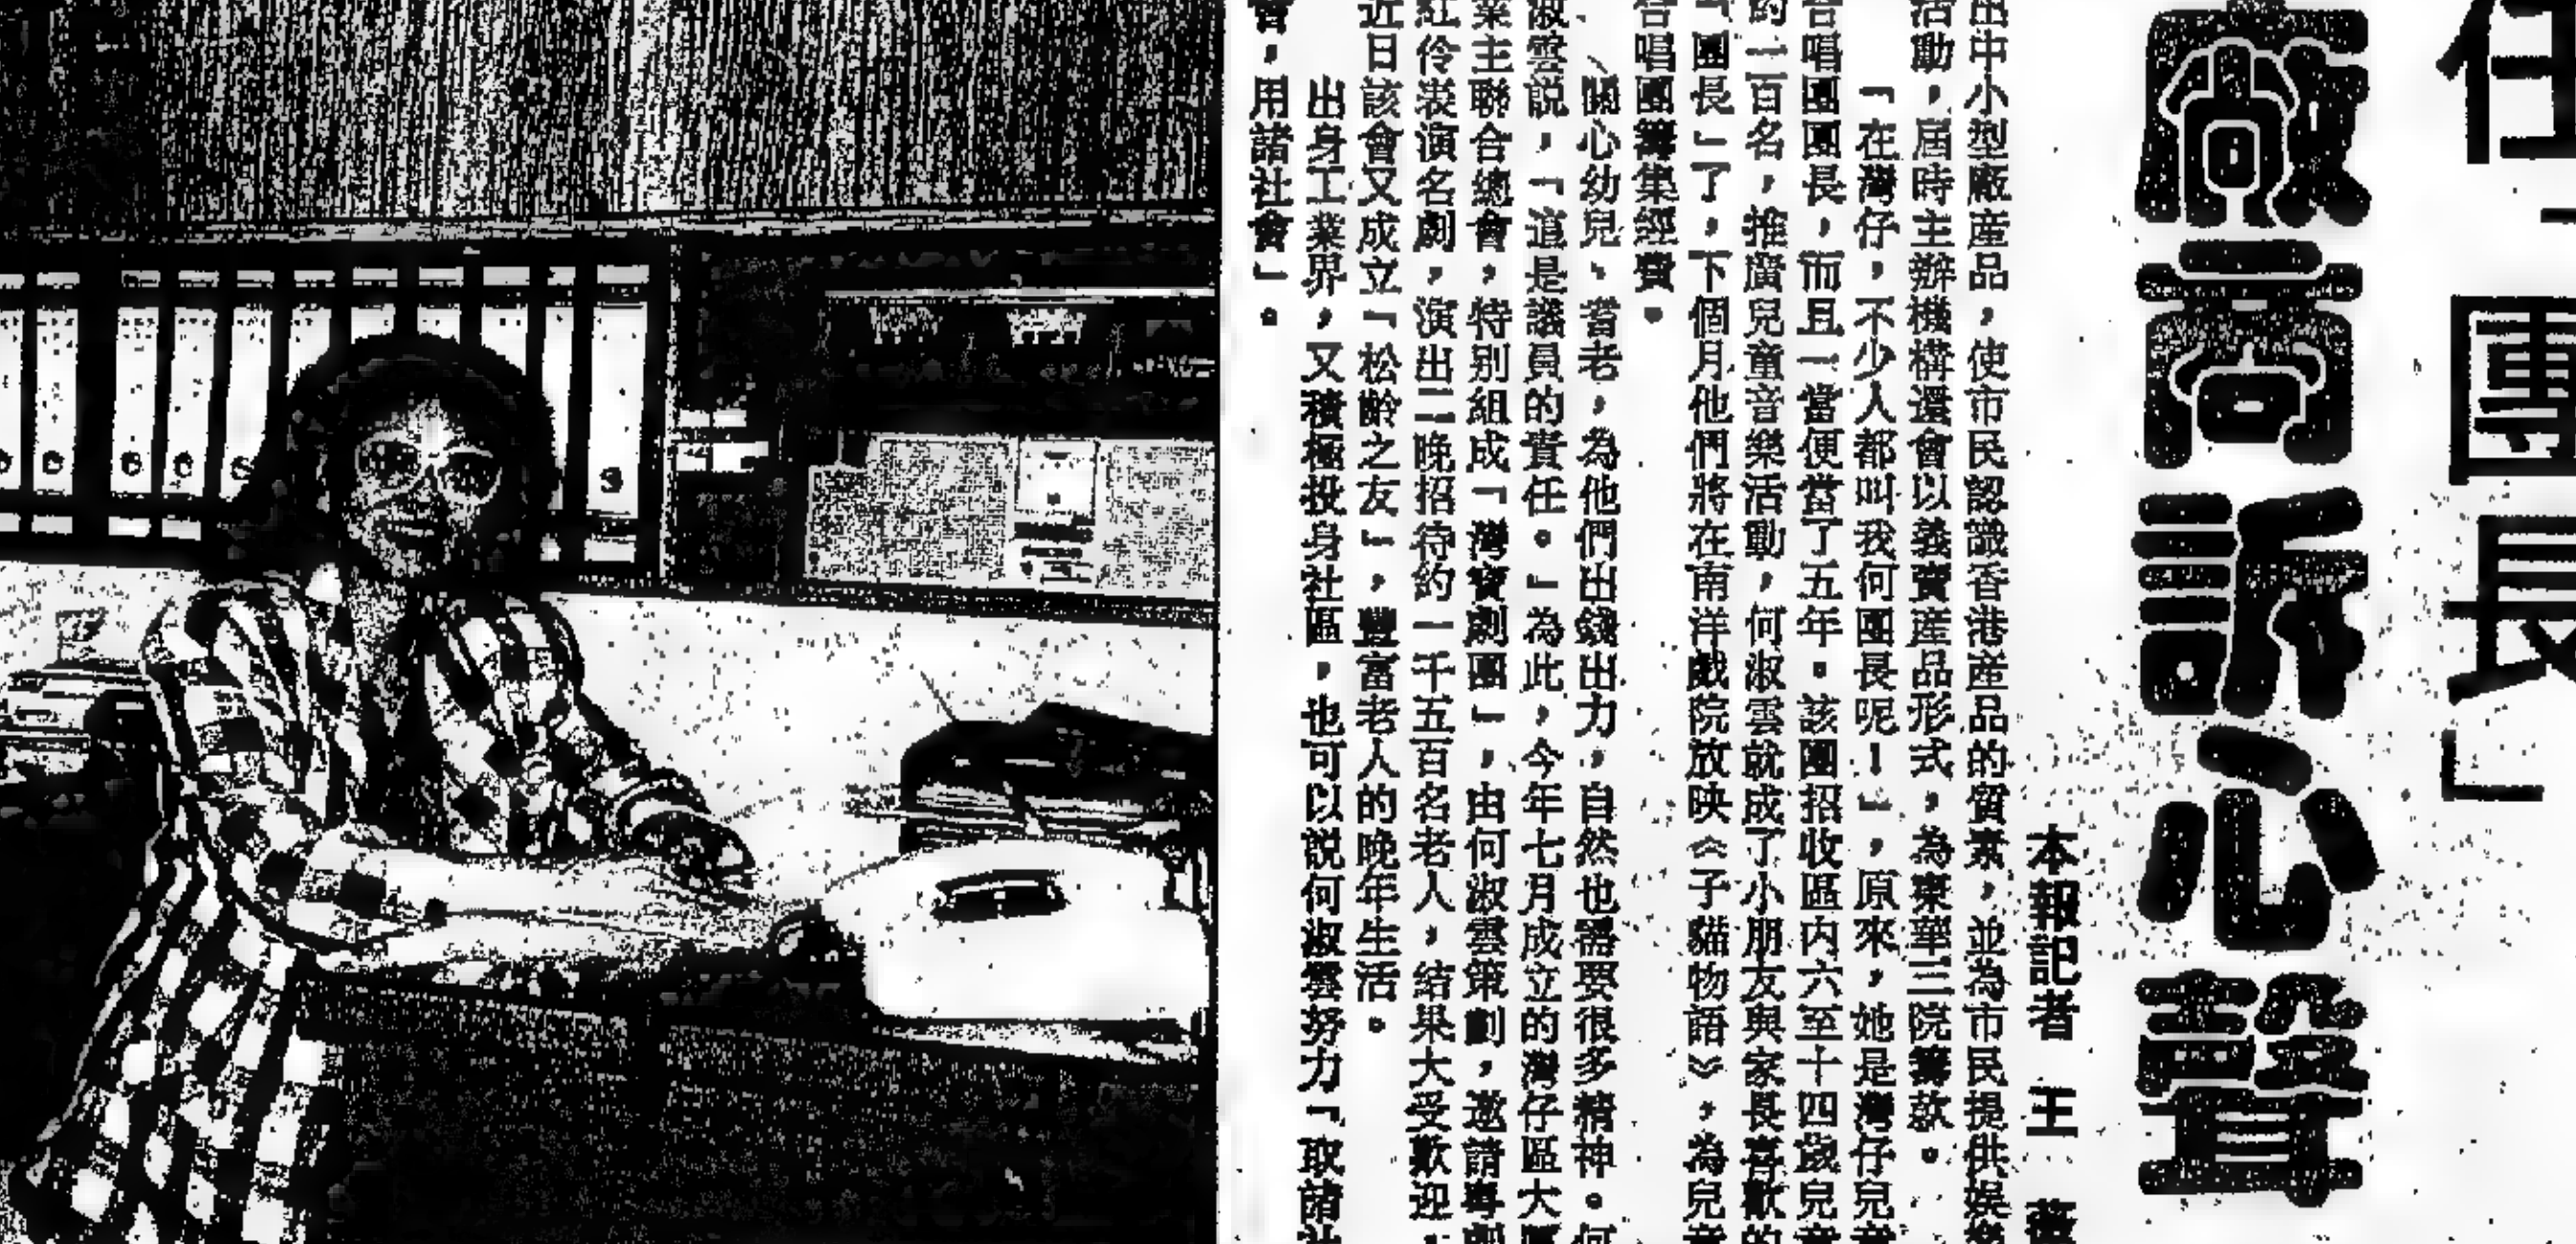 任「團長」
廠商訴心聲
本報記者 王
出中小型廠產品，使市民認識香港產品的質素，並為市民提供娛樂
活動，屆時主辦機構還會以義賣產品形式，為東華三院籌款。
「在灣仔，不少人都叫我何團長呢！」，原來，她是灣仔兒童
合唱團團長，而且一當便當了五年。該團招收區内六至十四歲兒童
約一百名，推廣兒童音樂活動，何淑雲就成了小朋友與家長喜歡的
「團長」了，下個月他們將在南洋戲院放映《子貓物語》，為兒童
合唱團籌集經費。
關心幼兒、耆老，為他們出錢出力，自然也需要很多精神。何
淑雲說，「這是議員的責任。」為此，今年七月成立的灣仔區大廈
業主聯合總會，特别組成「灣寶劇團」，由何淑雲策劃，邀請粵劇
紅伶裘演名劇，演出二晚招待約一千五百名老人，結果大受歡迎，
近日該會又成立「松齡之友」，豐富老人的晚年生活。
出身工業界，又積極投身社區，也可以說何淑雲努力「取諸社
會，用諸社會」。